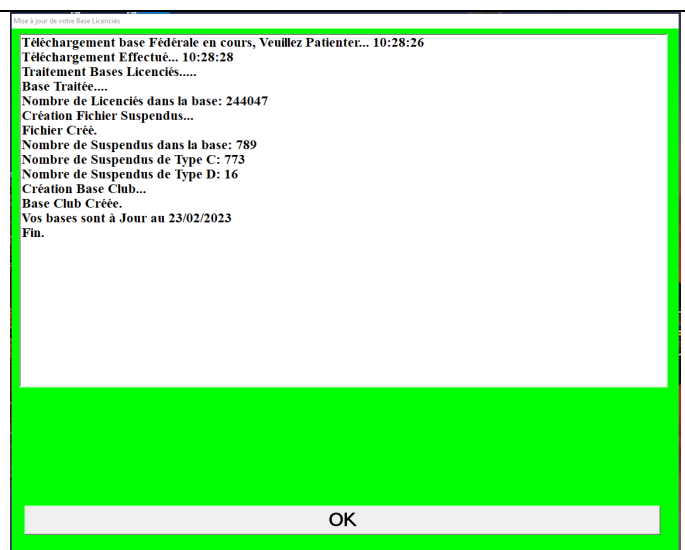 Mise à jour de votre Base Licenciés
Téléchargement base Fédérale en cours, Veuillez Patienter... 10:28:26
Téléchargement Effectué... 10:28:28
Traitement Bases Licenciés.....
Base Traitée....
Nombre de Licenciés dans la base: 244047
Création Fichier Suspendus...
Fichier Créé.
Nombre de Suspendus dans la base: 789
Nombre de Suspendus de Type C: 773
Nombre de Suspendus de Type D: 16
Création Base Club...
Base Club Créée.
Vos bases sont à Jour au 23/02/2023
Fin.
OK